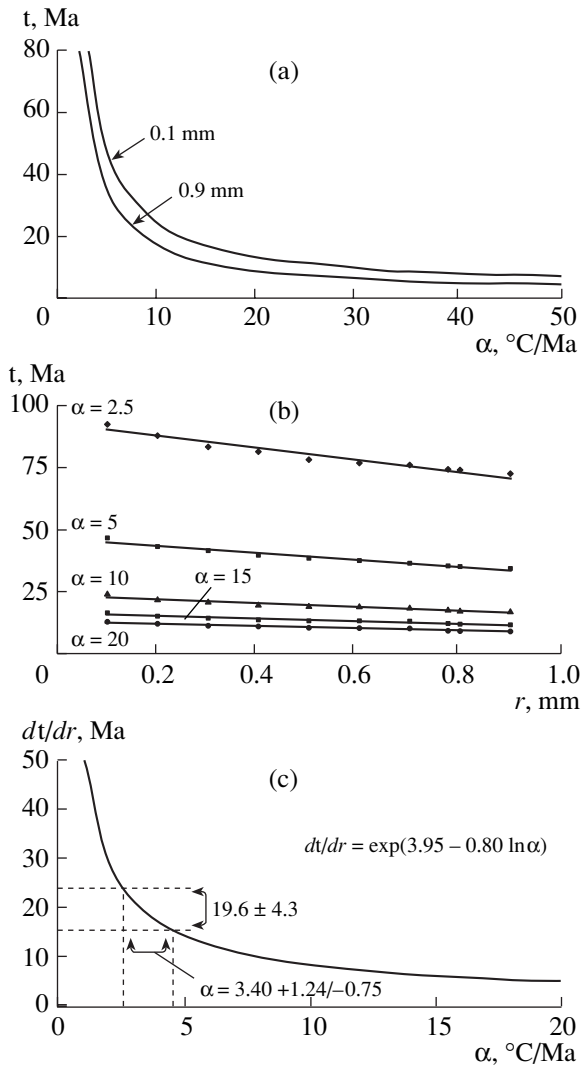 t, Ma
(a)
80
60
40
20
0
0.1 mm
0.9 mm
10
20
30
40
50
α, °C/Ma
t, Ma
(b)
100
75
50
25
0
α = 2.5
α = 5
α = 10
α = 15
α = 20
0.2
0.4
0.6
0.8
1.0
r, mm
dt/dr, Ma
(c)
50
40
30
20
10
0
dt/dr = exp(3.95 – 0.80 lnα)
19.6 ± 4.3
α = 3.40 +1.24/–0.75
0
5
10
15
20
α, °C/Ma